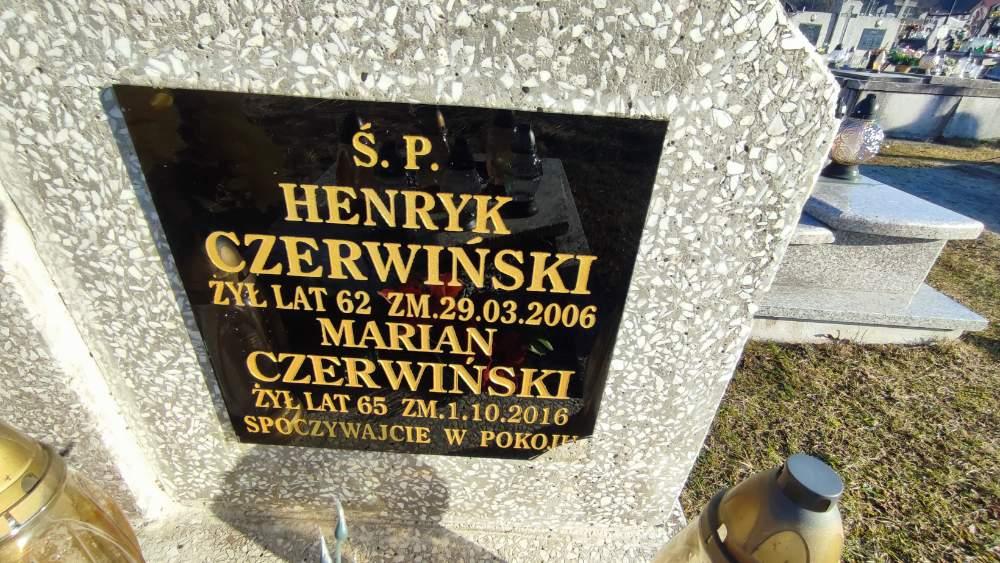 Ś. P.
HENRYK
CZERWIŃSKI
ŻYŁ LAT 62 ZM.29.03.2006
MARIAN
CZERWIŃSKI
ŻYŁ LAT 65 ZM.1.10.2016
SPOCZYWAJCIE W POKOJU